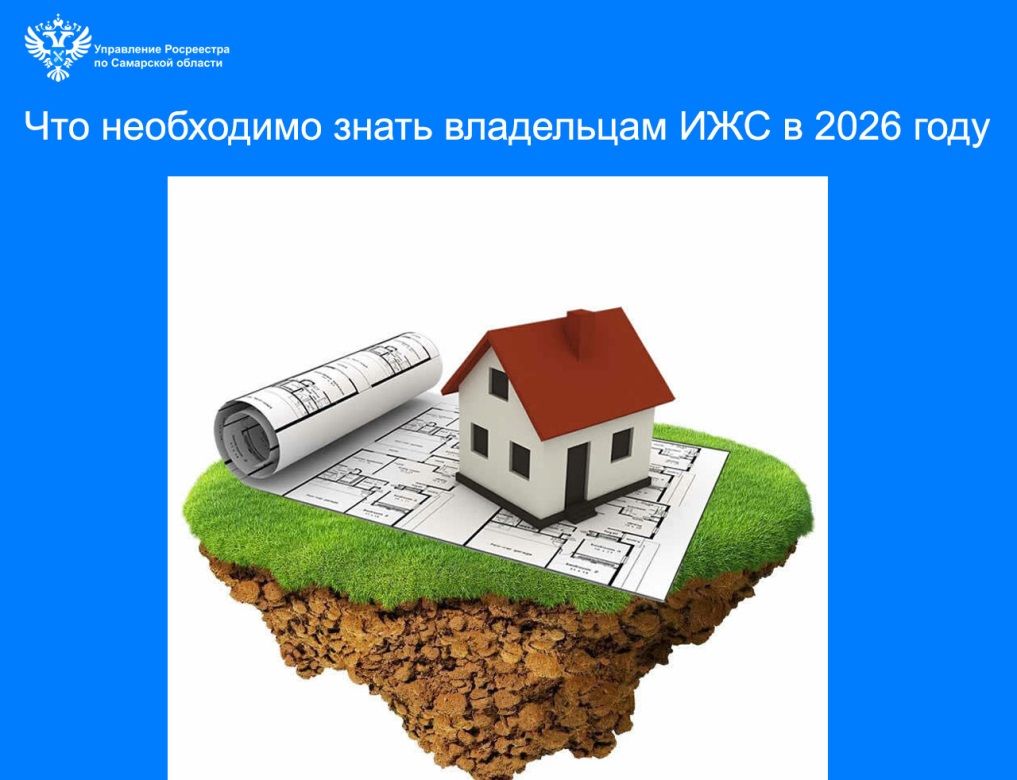 Управление Росреестра
по Самарской области
Что необходимо знать владельцам ИЖС в 2026 году